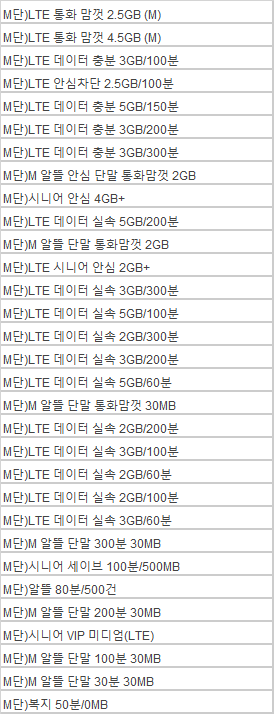 M단)LTE 통화 맘껏 2.5GB (M)
M단)LTE 통화 맘껏 4.5GB (M)
M단)LTE 데이터 충분 3GB/100분
M단)LTE 안심차단 2.5GB/100분
M단)LTE 데이터 충분 5GB/150분
M단)LTE 데이터 충분 3GB/200분
M단)LTE 데이터 충분 3GB/300분
M단)M 알뜰 안심 단말 통화맘껏 2GB
M단)시니어 안심 4GB+
M단)LTE 데이터 실속 5GB/200분
M단)M 알뜰 단말 통화맘껏 2GB
M단)LTE 시니어 안심 2GB+
M단)LTE 데이터 실속 3GB/300분
M단)LTE 데이터 실속 5GB/100분
M단)LTE 데이터 실속 2GB/300분
M단)LTE 데이터 실속 3GB/200분
M단)LTE 데이터 실속 5GB/60분
M단)M 알뜰 단말 통화맘껏 30MB
M단)LTE 데이터 실속 2GB/200분
M단)LTE 데이터 실속 3GB/100분
M단)LTE 데이터 실속 2GB/60분
M단)LTE 데이터 실속 2GB/100분
M단)LTE 데이터 실속 3GB/60분
M단)M 알뜰 단말 300분 30MB
M단)시니어 세이브 100분/500MB
M단)알뜰 80분/500건
M단)M 알뜰 단말 200분 30MB
M단)시니어 VIP 미디엄(LTE)
M단)M 알뜰 단말 100분 30MB
M단)M 알뜰 단말 30분 30MB
M단)복지 50분/0MB